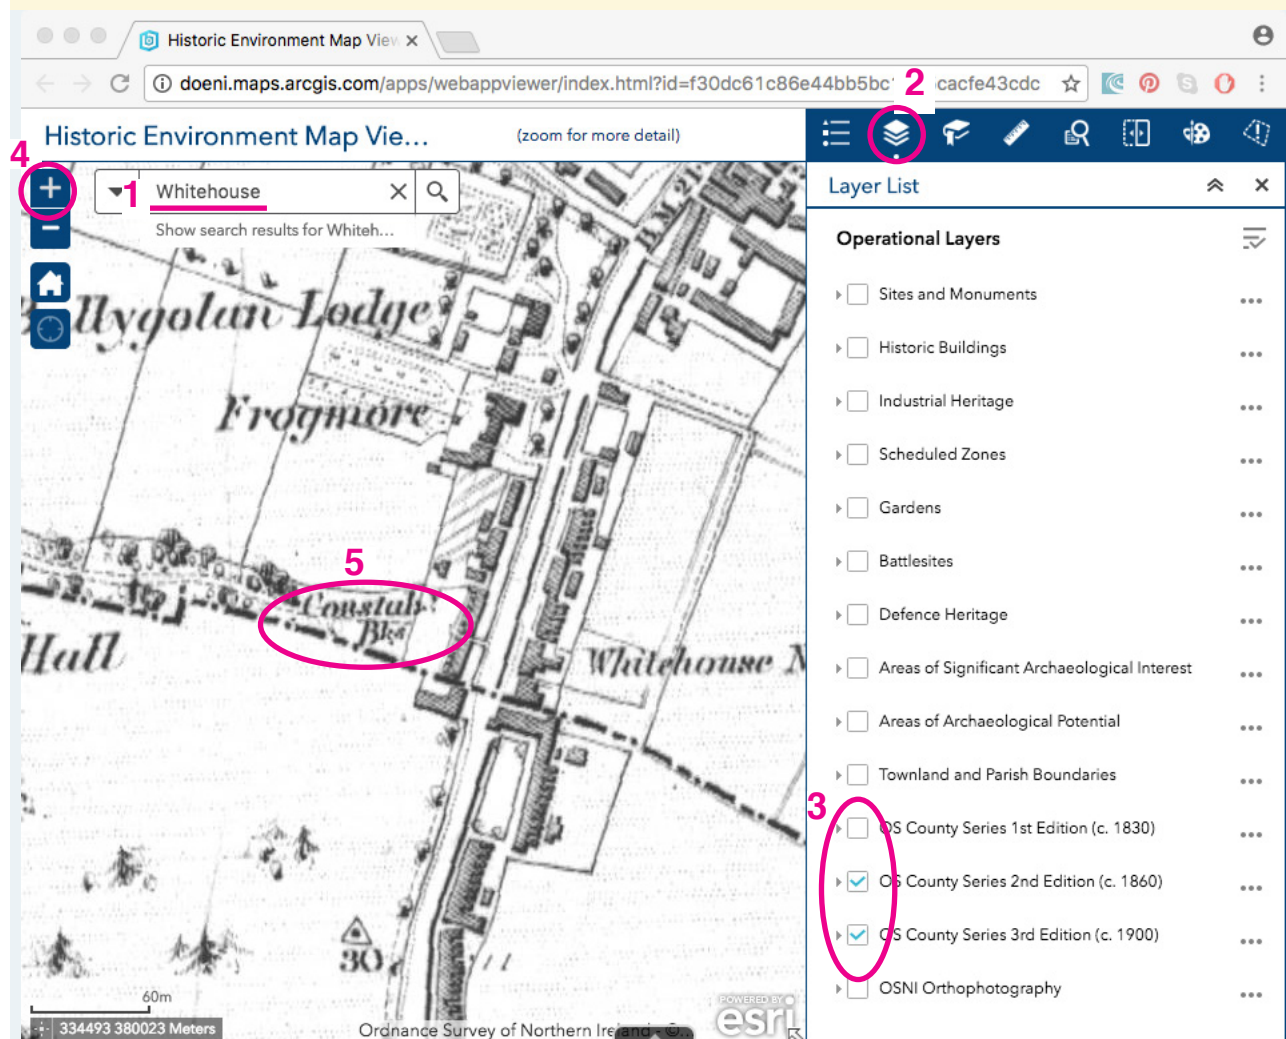 Historic Environment Map View
doeni.maps.arcgis.com/apps/webappviewer/index.html?id=f30dc61c86e44bb5bc
2
cacfe43cdc
Historic Environment Map Vie...
(zoom for more detail)
4
1
Whitehouse
Show search results for Whiteh...
Lodge
Frogmore
5
Constab.
Bks
Hall
Whitehouse
30
60m
334493 380023 Meters
Ordnance Survey of Northern Ireland - ©...
POWERED BY
esri
Layer List
Operational Layers
Sites and Monuments
Historic Buildings
Industrial Heritage
Scheduled Zones
Gardens
Battlesites
Defence Heritage
Areas of Significant Archaeological Interest
Areas of Archaeological Potential
Townland and Parish Boundaries
3
OS County Series 1st Edition (c. 1830)
OS County Series 2nd Edition (c. 1860)
OS County Series 3rd Edition (c. 1900)
OSNI Orthophotography